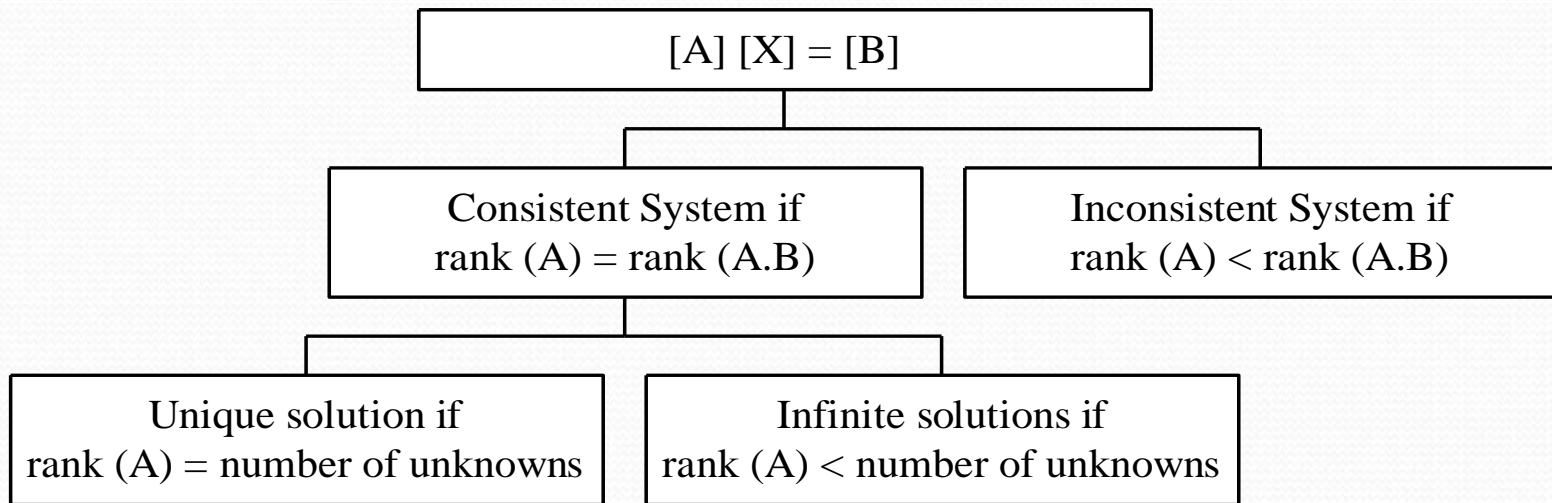 [A] [X] = [B]
Consistent System if
rank (A) = rank (A.B)
Inconsistent System if
rank (A) < rank (A.B)
Unique solution if
rank (A) = number of unknowns
Infinite solutions if
rank (A) < number of unknowns